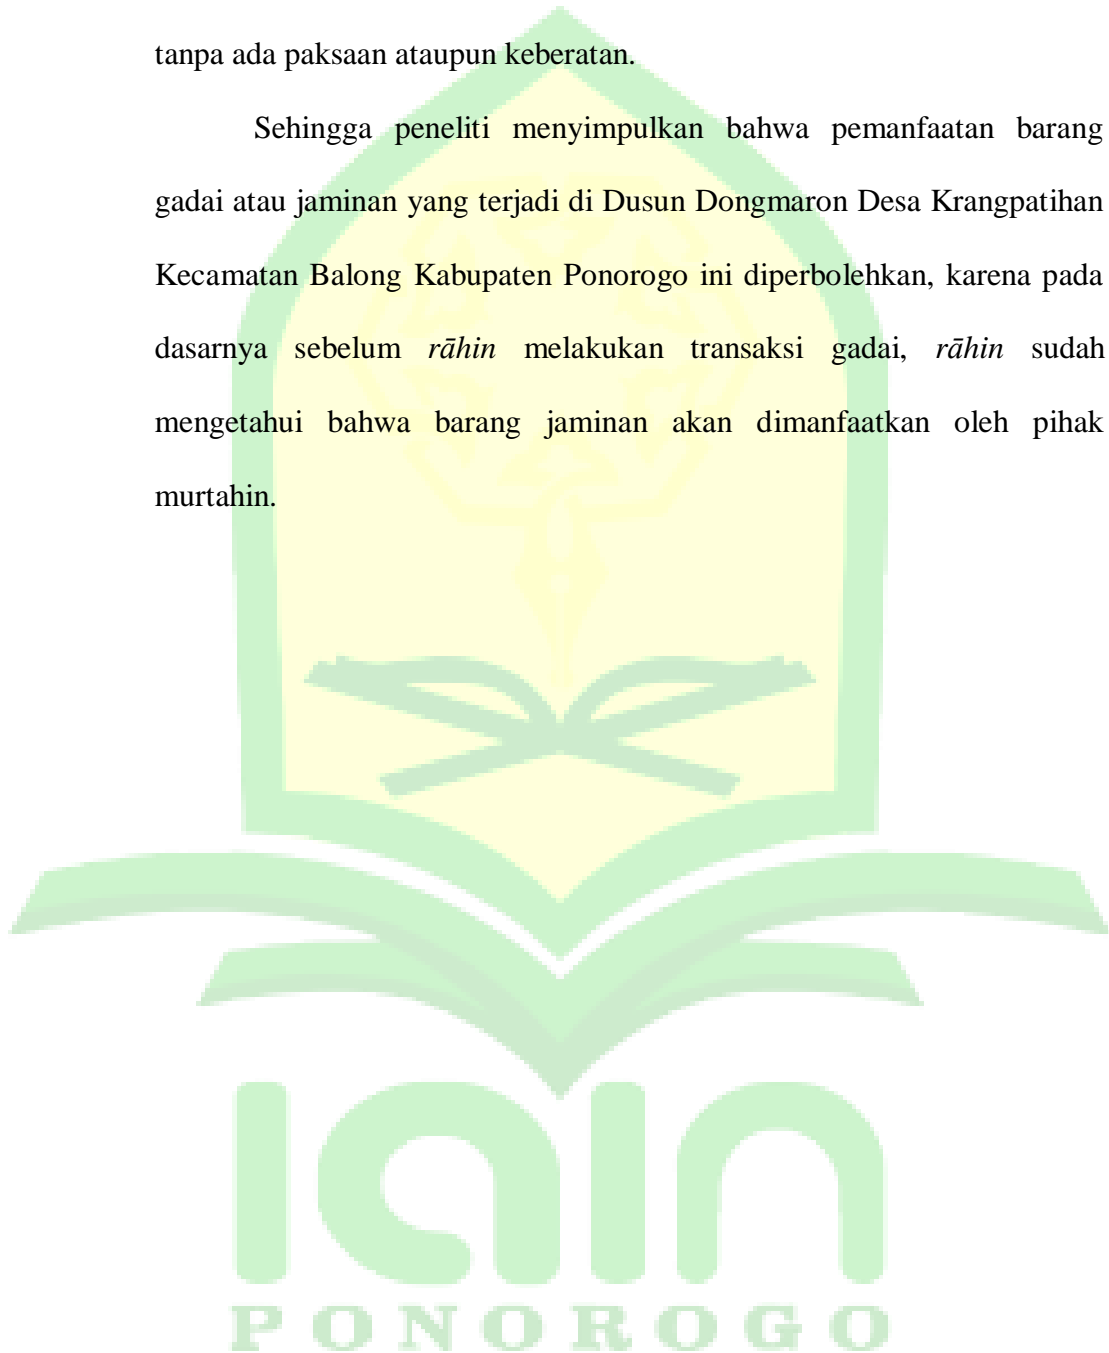 tanpa ada paksaan ataupun keberatan.
Sehingga peneliti menyimpulkan bahwa pemanfaatan barang
gadai atau jaminan yang terjadi di Dusun Dongmaron Desa Krangpatihan
Kecamatan Balong Kabupaten Ponorogo ini diperbolehkan, karena pada
dasarnya sebelum rāhin melakukan transaksi gadai, rāhin sudah
mengetahui bahwa barang jaminan akan dimanfaatkan oleh pihak
murtahin.
iain
PONOROGO